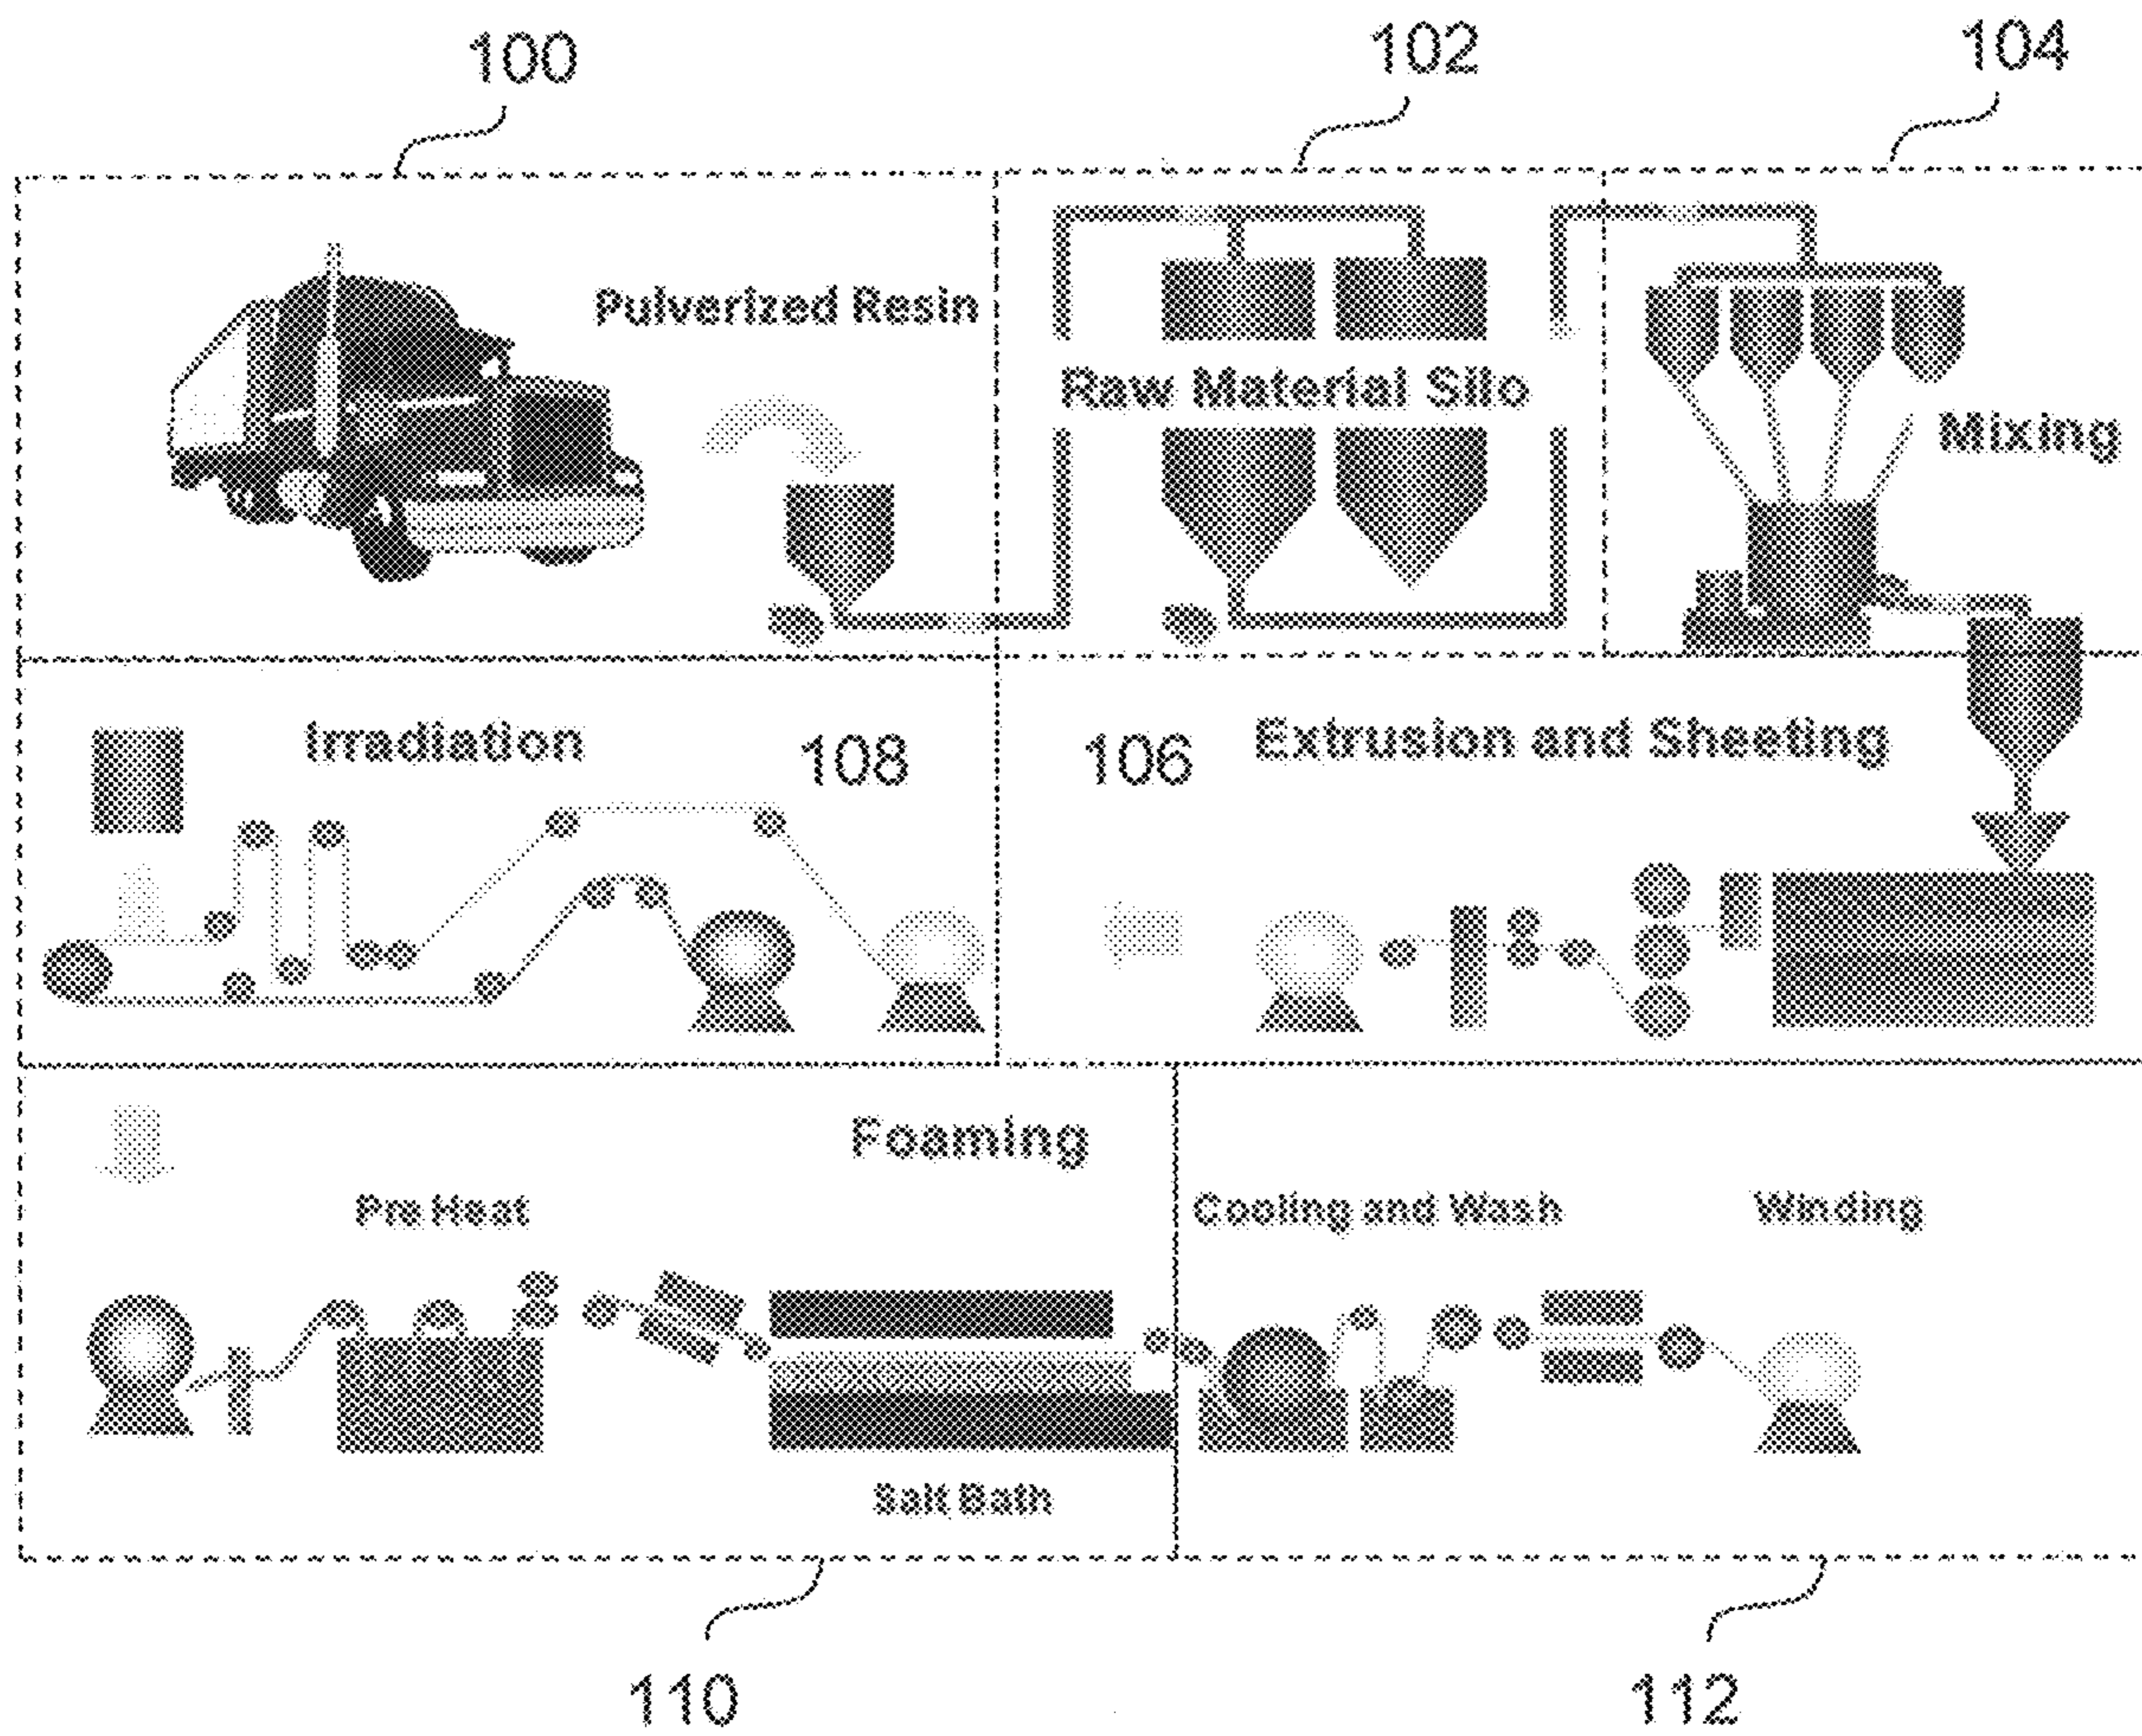 100
102
104
Pulverized Resin
Raw Material Silo
Mixing
Irradiation
108
106
Extrusion and Sheeting
Foaming
Pre Heat
Cooling and Wash
Winding
Salt Bath
110
112